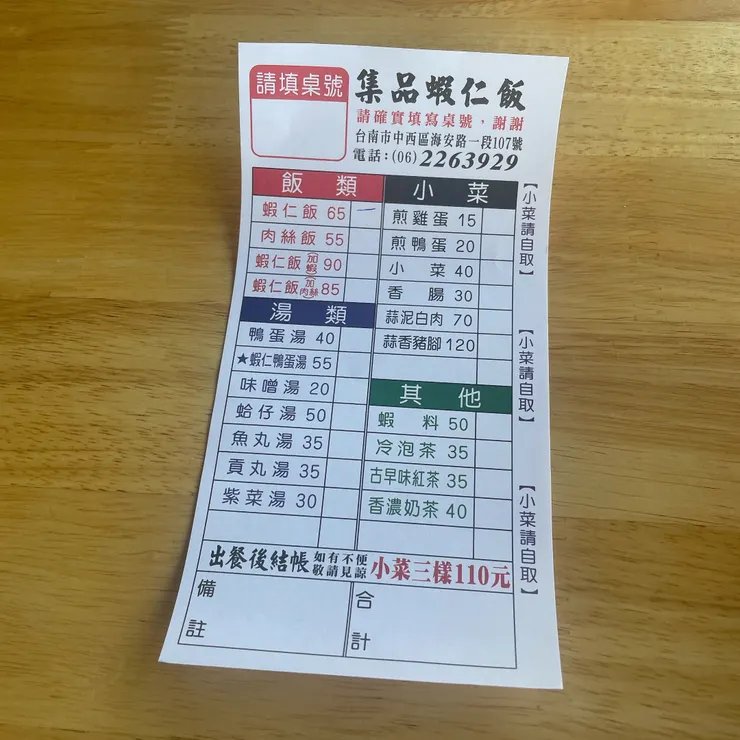 請填桌號
集品蝦仁飯
請確實填寫桌號,謝謝
台南市中西區海安路一段107號
電話:(06)2263929
飯類
蝦仁飯 65
肉絲飯 55
蝦仁飯(加蝦) 90
蝦仁飯(加肉絲) 85
湯類
鴨蛋湯 40
★蝦仁鴨蛋湯 55
味噌湯 20
蛤仔湯 50
魚丸湯 35
貢丸湯 35
紫菜湯 30
小菜
煎雞蛋 15
煎鴨蛋 20
小菜 40
香腸 30
蒜泥白肉 70
蒜香豬腳 120
其他
蝦料 50
冷泡茶 35
古早味紅茶 35
香濃奶茶 40
【小菜請自取】
【小菜請自取】
【小菜請自取】
出餐後結帳 如有不便 敬請見諒 小菜三樣110元
備註
合計